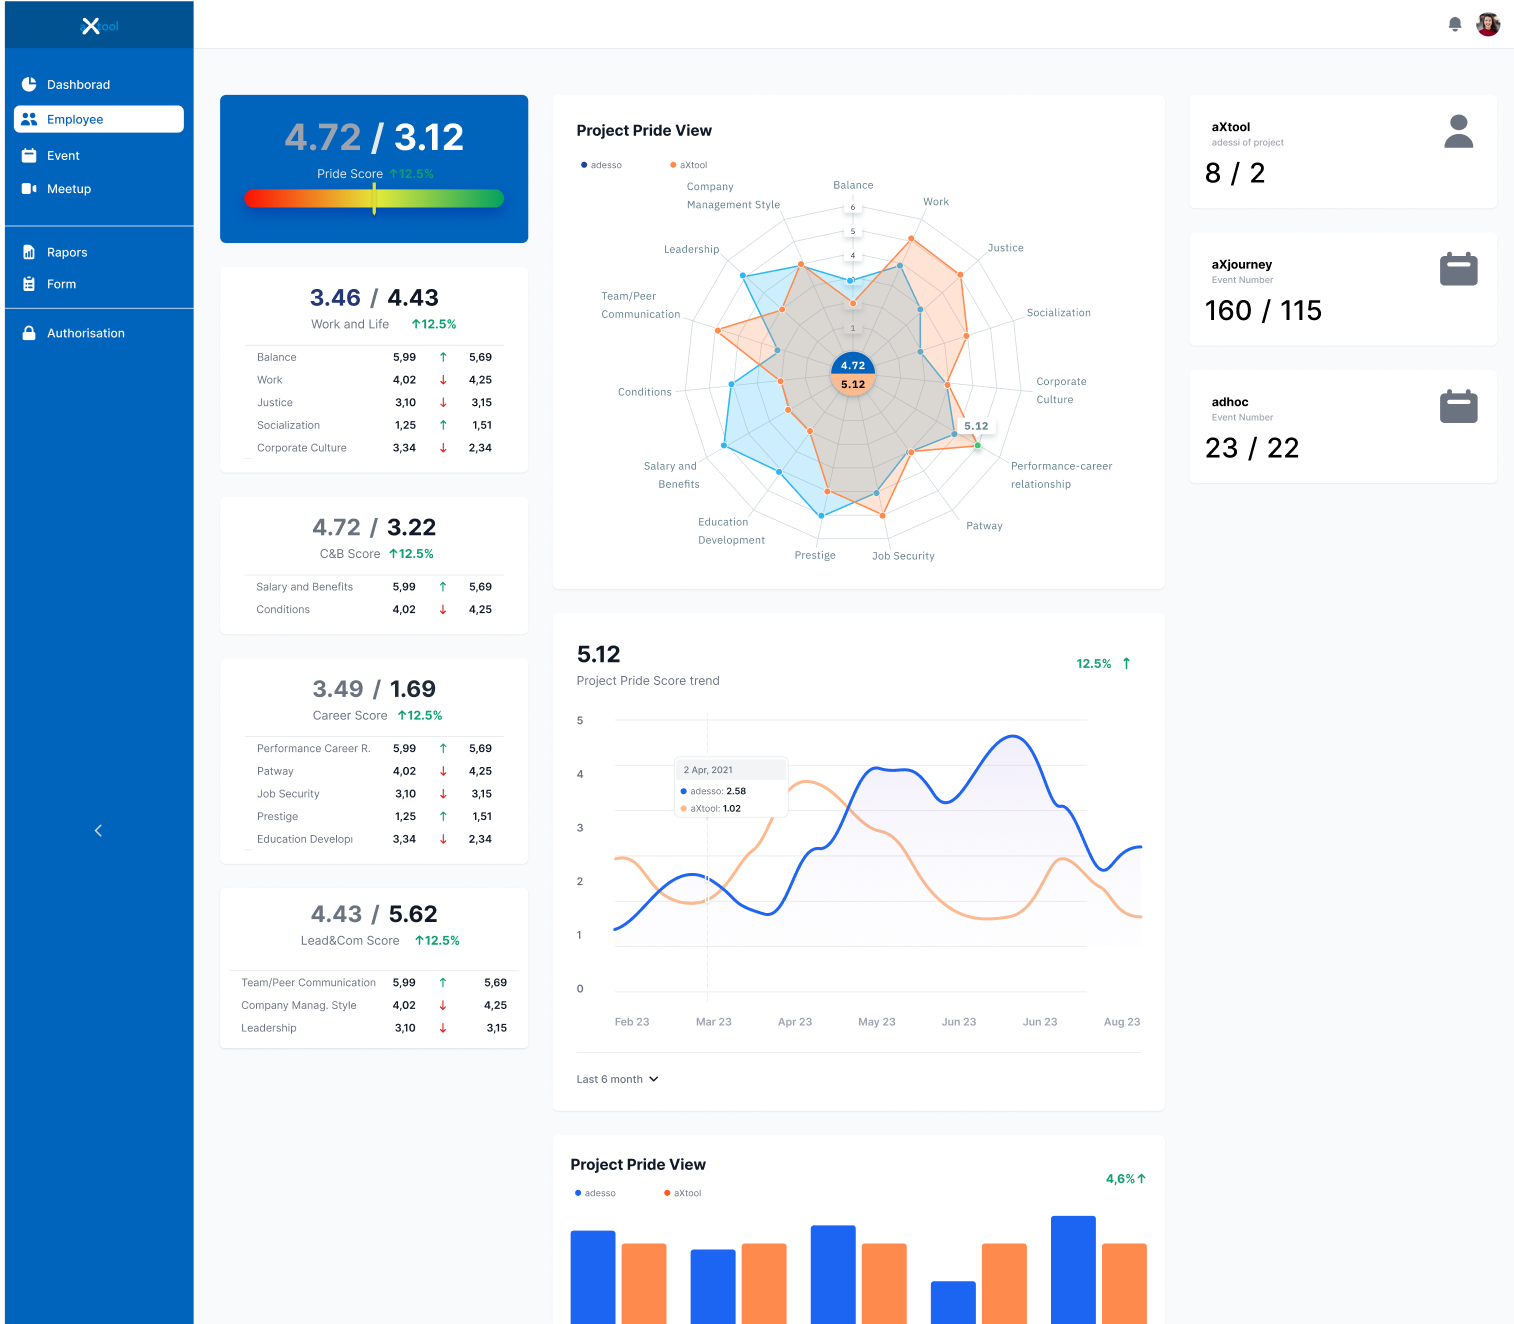 aXtool
Dashborad
Employee
Event
Meetup
Rapors
Form
Authorisation
4.72 / 3.12
Pride Score ↑12.5%
3.46 / 4.43
Work and Life ↑12.5%
Balance 5,99 ↑ 5,69
Work 4,02 ↓ 4,25
Justice 3,10 ↓ 3,15
Socialization 1,25 ↑ 1,51
Corporate Culture 3,34 ↓ 2,34
4.72 / 3.22
C&B Score ↑12.5%
Salary and Benefits 5,99 ↑ 5,69
Conditions 4,02 ↓ 4,25
3.49 / 1.69
Career Score ↑12.5%
Performance Career R. 5,99 ↑ 5,69
Patway 4,02 ↓ 4,25
Job Security 3,10 ↓ 3,15
Prestige 1,25 ↑ 1,51
Education Develop 3,34 ↓ 2,34
4.43 / 5.62
Lead&Com Score ↑12.5%
Team/Peer Communication 5,99 ↑ 5,69
Company Manag. Style 4,02 ↓ 4,25
Leadership 3,10 ↓ 3,15
Project Pride View
adesso aXtool
Balance
Work
Justice
Socialization
Corporate
Culture
Performance-career
relationship
Patway
Job Security
Prestige
Education
Development
Salary and
Benefits
Conditions
Team/Peer
Communication
Leadership
Company
Management Style
6
5
4
1
4.72
5.12
5.12
5.12
Project Pride Score trend
12.5% ↑
5
4
3
2
1
0
2 Apr, 2021
adesso: 2.58
aXtool: 1.02
Feb 23 Mar 23 Apr 23 May 23 Jun 23 Jun 23 Aug 23
Last 6 month
Project Pride View
4,6%↑
adesso aXtool
aXtool
adessi of project
8 / 2
aXjourney
Event Number
160 / 115
adhoc
Event Number
23 / 22